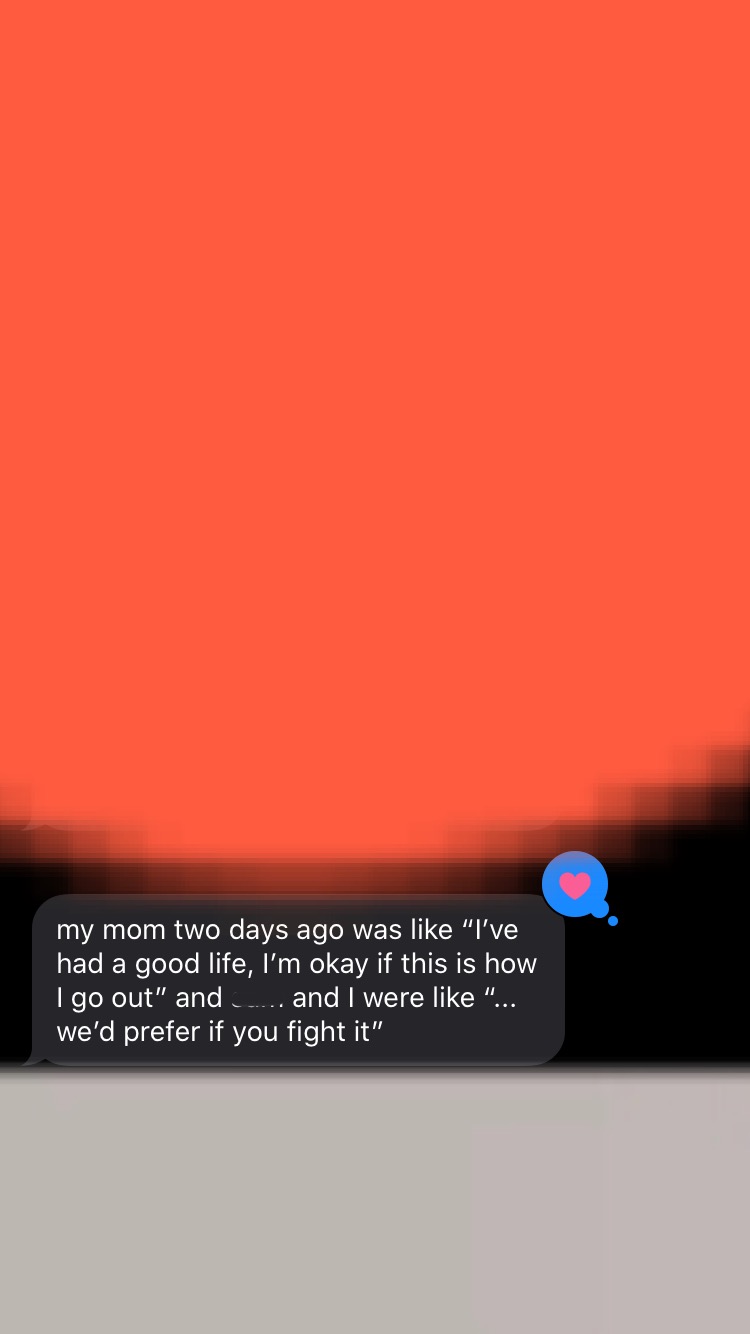 my mom two days ago was like “I’ve
had a good life, I’m okay if this is how
I go out” and and I were like “...
we’d prefer if you fight it”